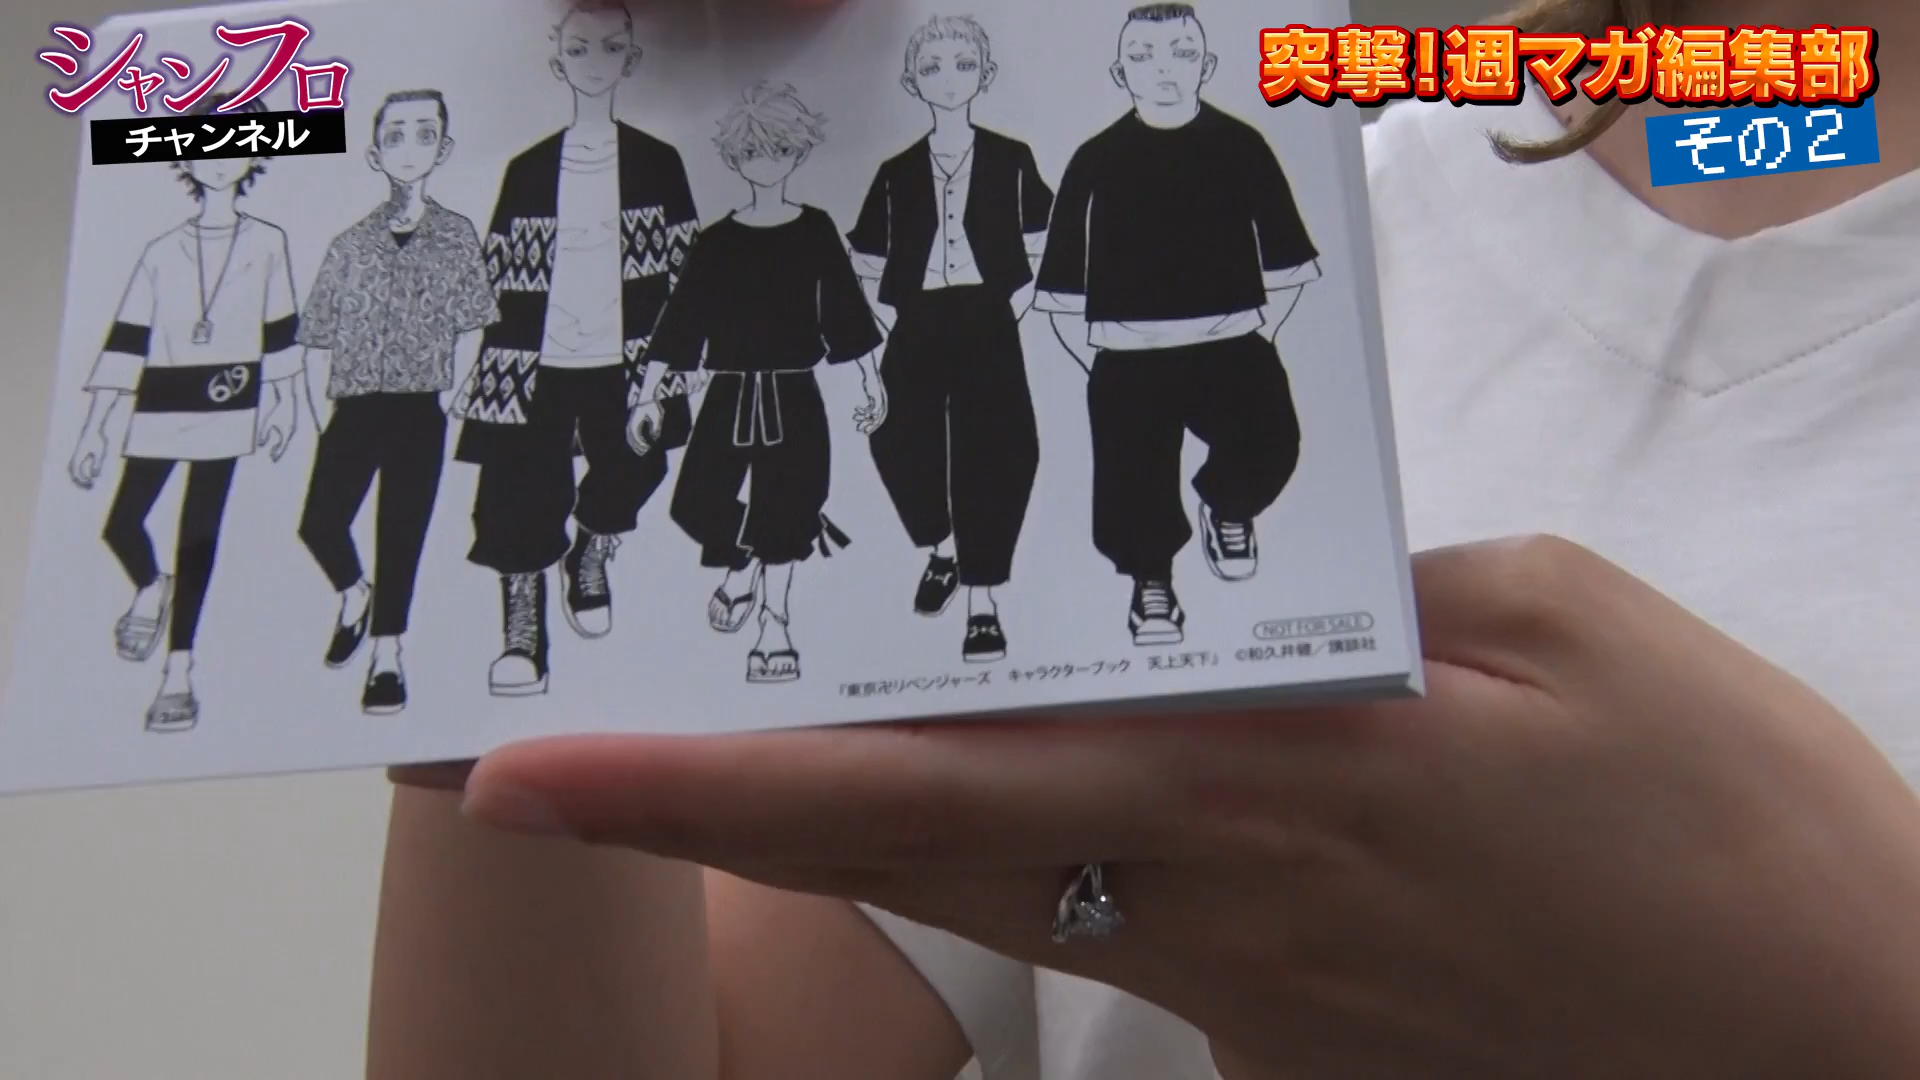 シャンフロ
チャンネル
突撃!週マガ編集部
その2
619
NOT FOR SALE
『東京卍リベンジャーズ キャラクターブック 天上天下』 ©和久井健／講談社